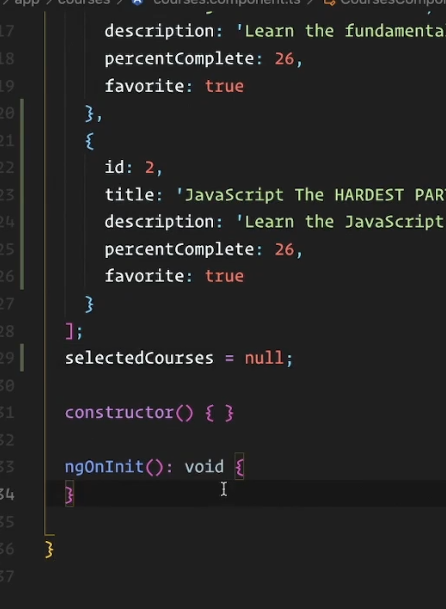 app > courses > courses.component.ts > CoursesCompo
17 description: 'Learn the fundamenta
18 percentComplete: 26,
19 favorite: true
20 },
21 {
22 id: 2,
23 title: 'JavaScript The HARDEST PAR
24 description: 'Learn the JavaScript
25 percentComplete: 26,
26 favorite: true
27 }
28 ];
29 selectedCourses = null;
30
31 constructor() { }
32
33 ngOnInit(): void {
34 }
35
36 }
37